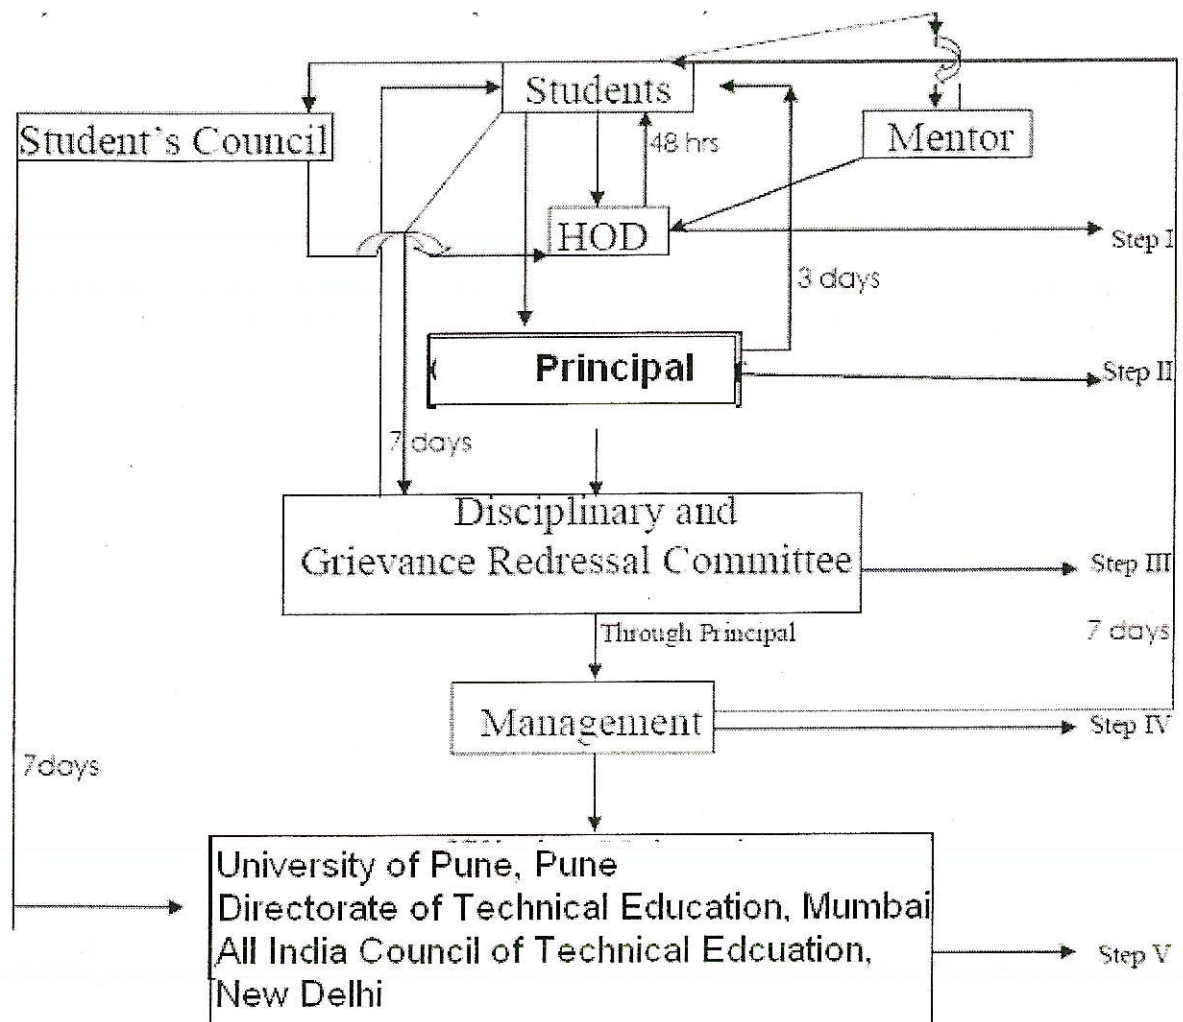 Students
Student's Council
48 hrs
Mentor
HOD
Step I
3 days
Principal
Step II
7 days
Disciplinary and
Grievance Redressal Committee
Step III
Through Principal
7 days
Management
Step IV
7days
University of Pune, Pune
Directorate of Technical Education, Mumbai
All India Council of Technical Edcuation,
New Delhi
Step V